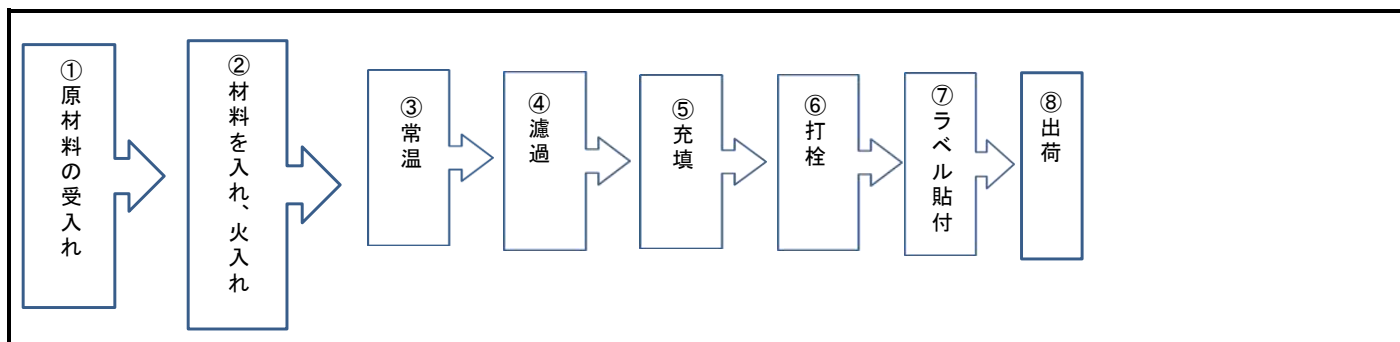 ①原材料の受入れ
②材料を入れ、火入れ
③常温
④濾過
⑤充填
⑥打栓
⑦ラベル貼付
⑧出荷